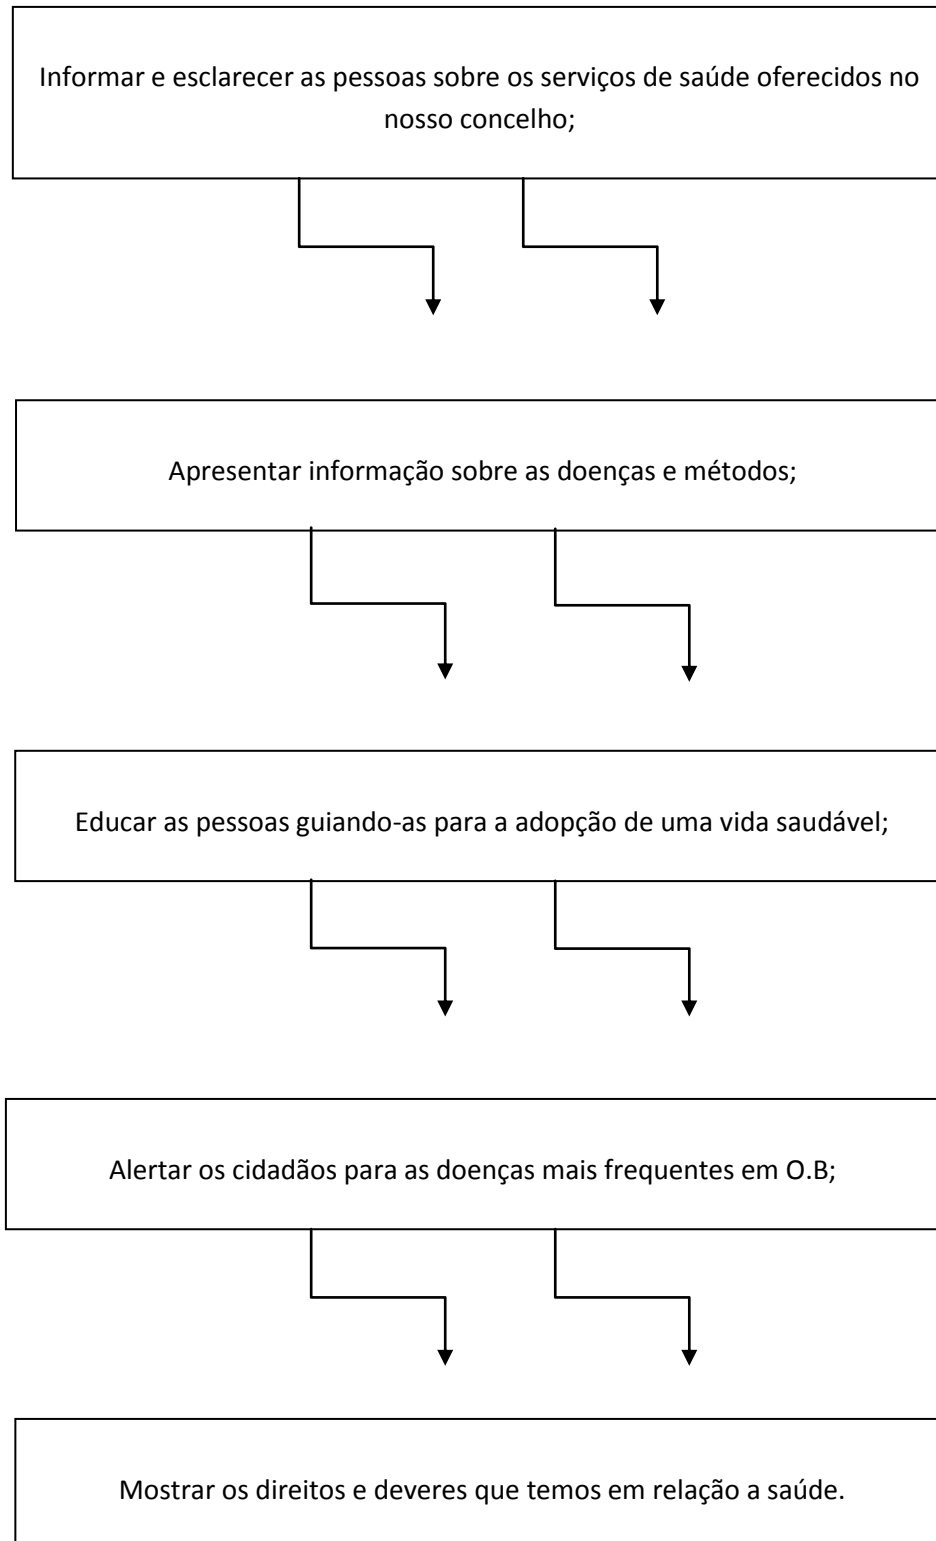 Informar e esclarecer as pessoas sobre os serviços de saúde oferecidos no
nosso concelho;
Apresentar informação sobre as doenças e métodos;
Educar as pessoas guiando-as para a adopção de uma vida saudável;
Alertar os cidadãos para as doenças mais frequentes em O.B;
Mostrar os direitos e deveres que temos em relação a saúde.